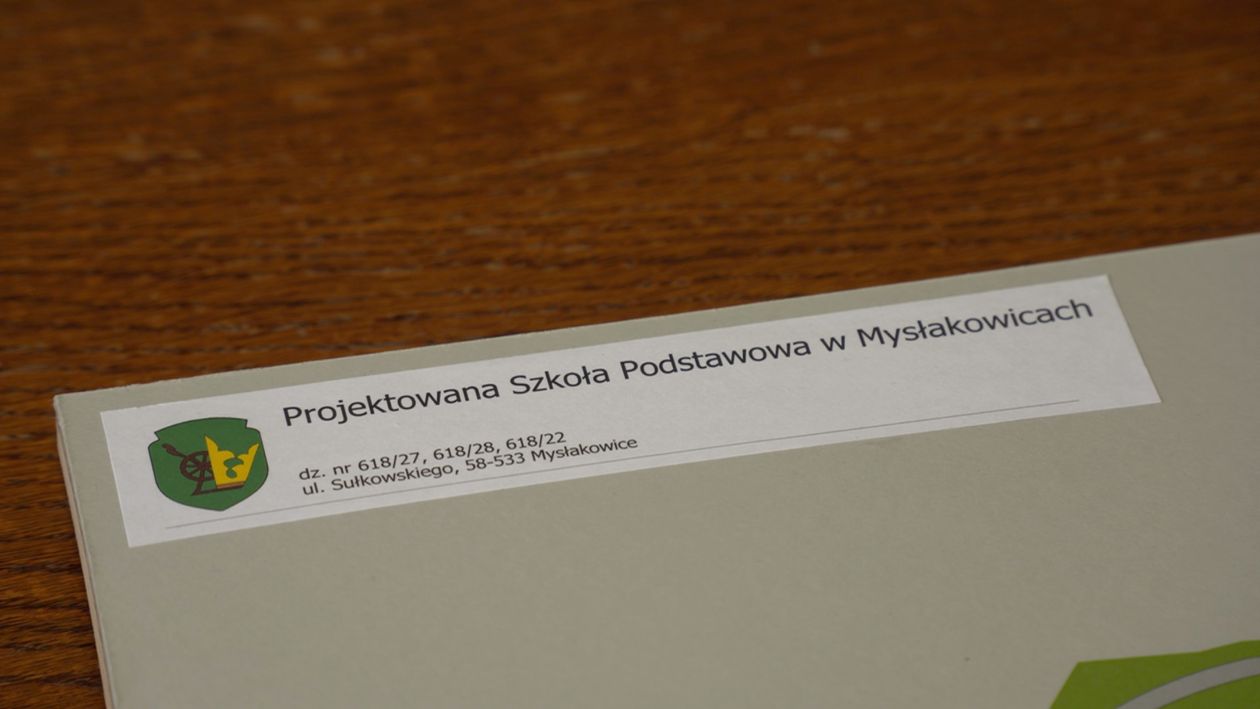 Projektowana Szkoła Podstawowa w Mysłakowicach
dz. nr 618/27, 618/28, 618/22
ul. Sułkowskiego, 58-533 Mysłakowice